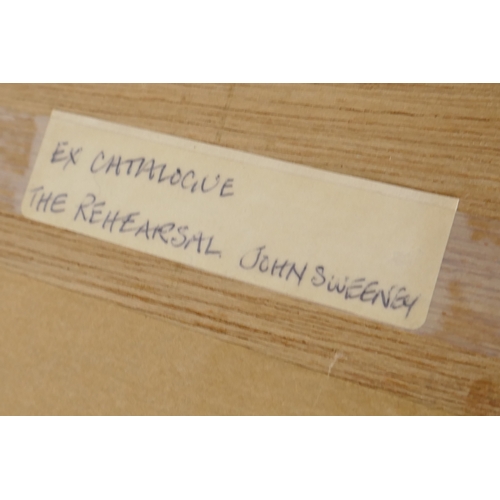 EX CATALOGUE
THE REHEARSAL JOHN SWEENEY